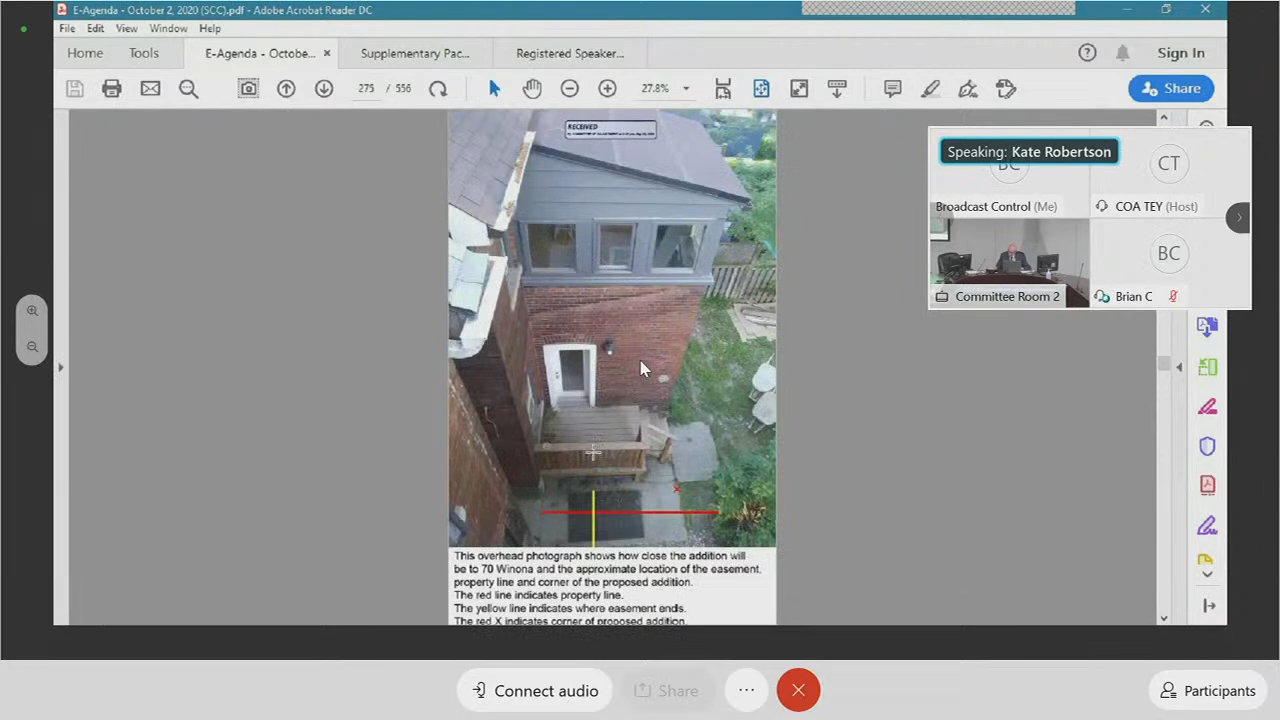 E-Agenda - October 2, 2020 (SCC).pdf - Adobe Acrobat Reader DC
File Edit View Window Help
Home Tools E-Agenda - Octobe... × Supplementary Pac... Registered Speaker... Sign In
275 / 556 27.8% Share
RECEIVED
Speaking: Kate Robertson
BC CT
Broadcast Control (Me) COA TEY (Host)
BC
Committee Room 2 Brian C
This overhead photograph shows how close the addition will
be to 70 Winona and the approximate location of the easement,
property line and corner of the proposed addition.
The red line indicates property line.
The yellow line indicates where easement ends.
The red X indicates corner of proposed addition.
Connect audio Share Participants